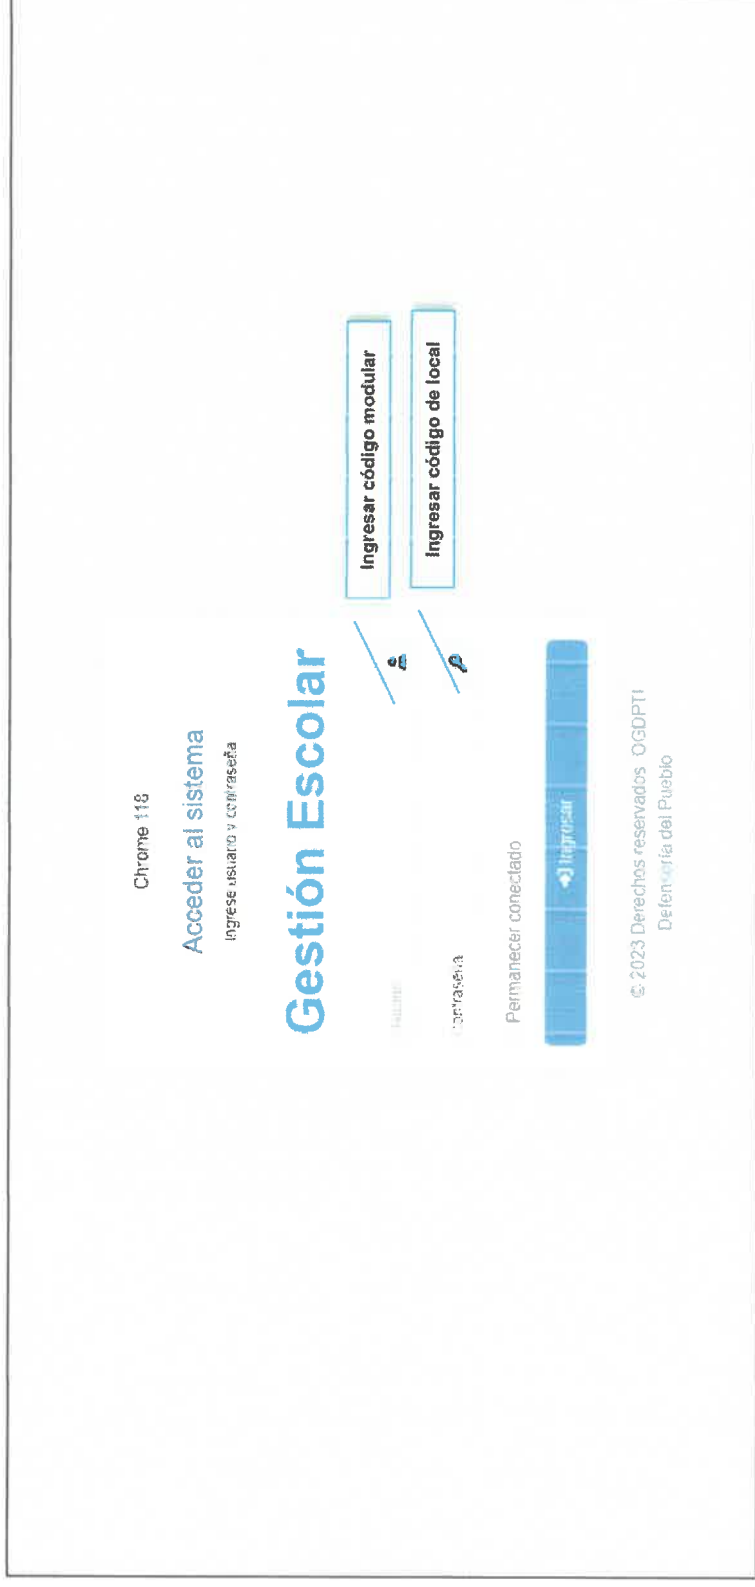 Chrome 118
Acceder al sistema
Ingrese usuario y contraseña
Gestión Escolar
Ingresar código modular
Contraseña
Ingresar código de local
Permanecer conectado
Ingresar
© 2023 Derechos reservados OGDPTI
Defensoría del Pueblo